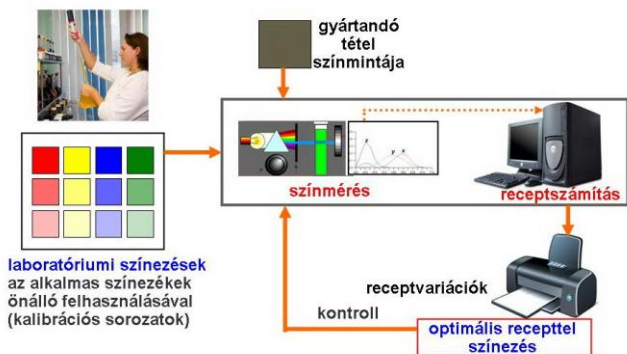 gyártandó
tétel
színmintája
színmérés
receptszámítás
laboratóriumi színezések
az alkalmas színezékek
önálló felhasználásával
(kalibrációs sorozatok)
receptvariációk
kontroll
optimális recepttel
színezés